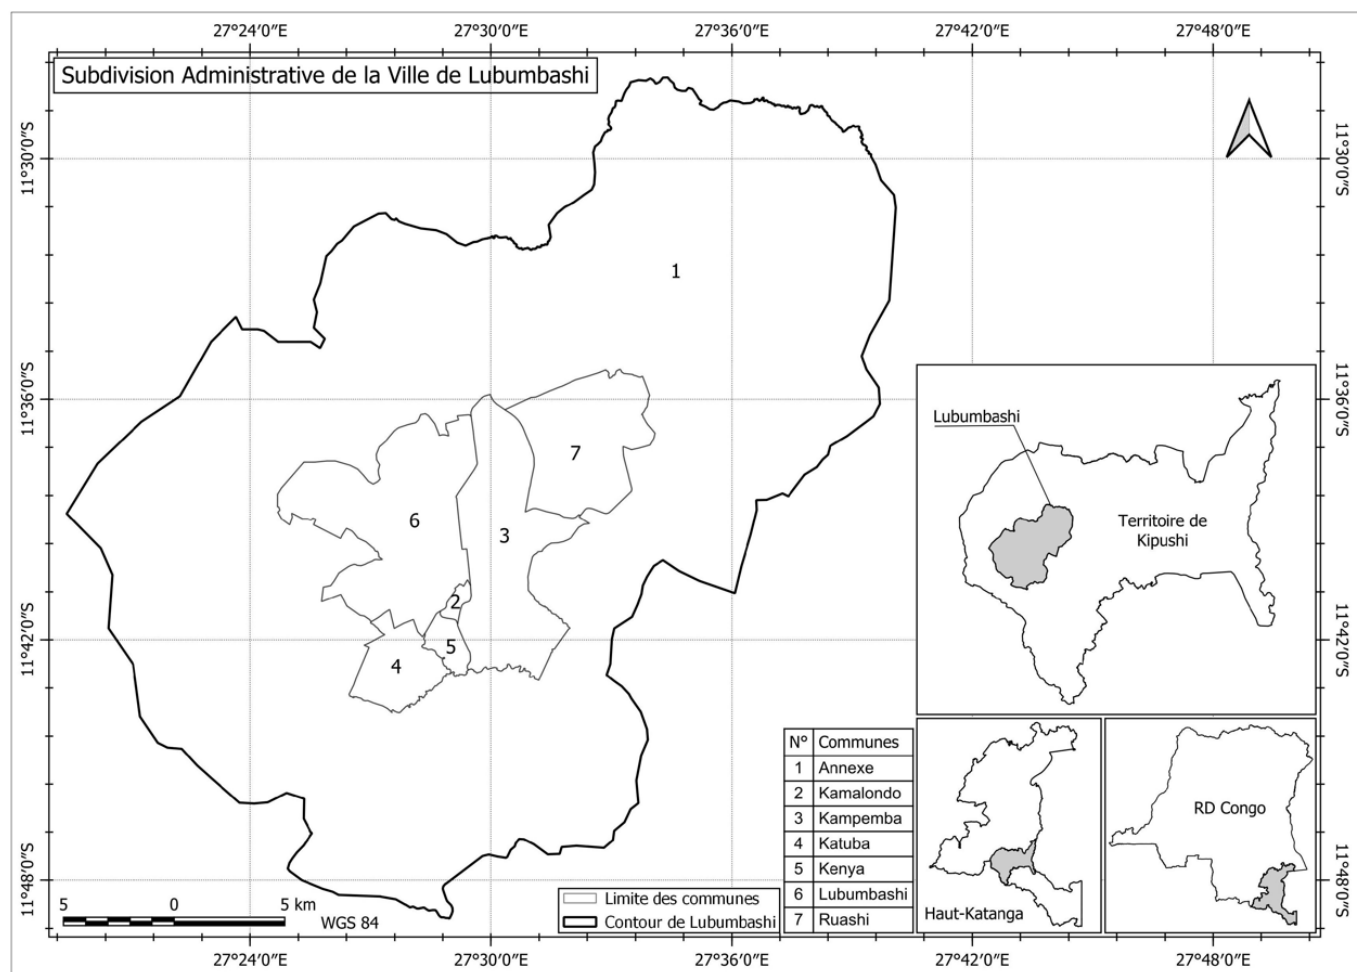 27°24′0″E 27°30′0″E 27°36′0″E 27°42′0″E 27°48′0″E
Subdivision Administrative de la Ville de Lubumbashi
11°30′0″S 11°30′0″S
1
11°36′0″S 11°36′0″S
Lubumbashi
7
6
3
Territoire de
Kipushi
2
5
4
11°42′0″S 11°42′0″S
N° Communes
1 Annexe
2 Kamalondo
3 Kampemba
4 Katuba
5 Kenya
6 Lubumbashi
7 Ruashi
RD Congo
Haut-Katanga
11°48′0″S 11°48′0″S
Limite des communes
Contour de Lubumbashi
5 0 5 km
WGS 84
27°24′0″E 27°30′0″E 27°36′0″E 27°42′0″E 27°48′0″E